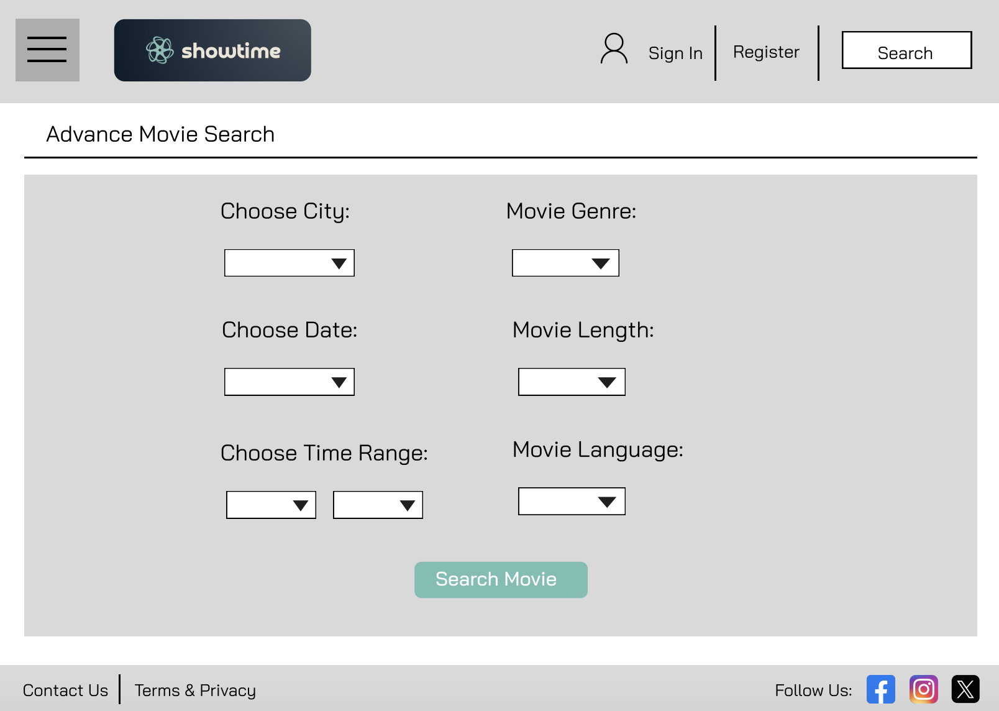 showtime
Sign In
Register
Search
Advance Movie Search
Choose City:
Movie Genre:
Choose Date:
Movie Length:
Choose Time Range:
Movie Language:
Search Movie
Contact Us
Terms & Privacy
Follow Us: